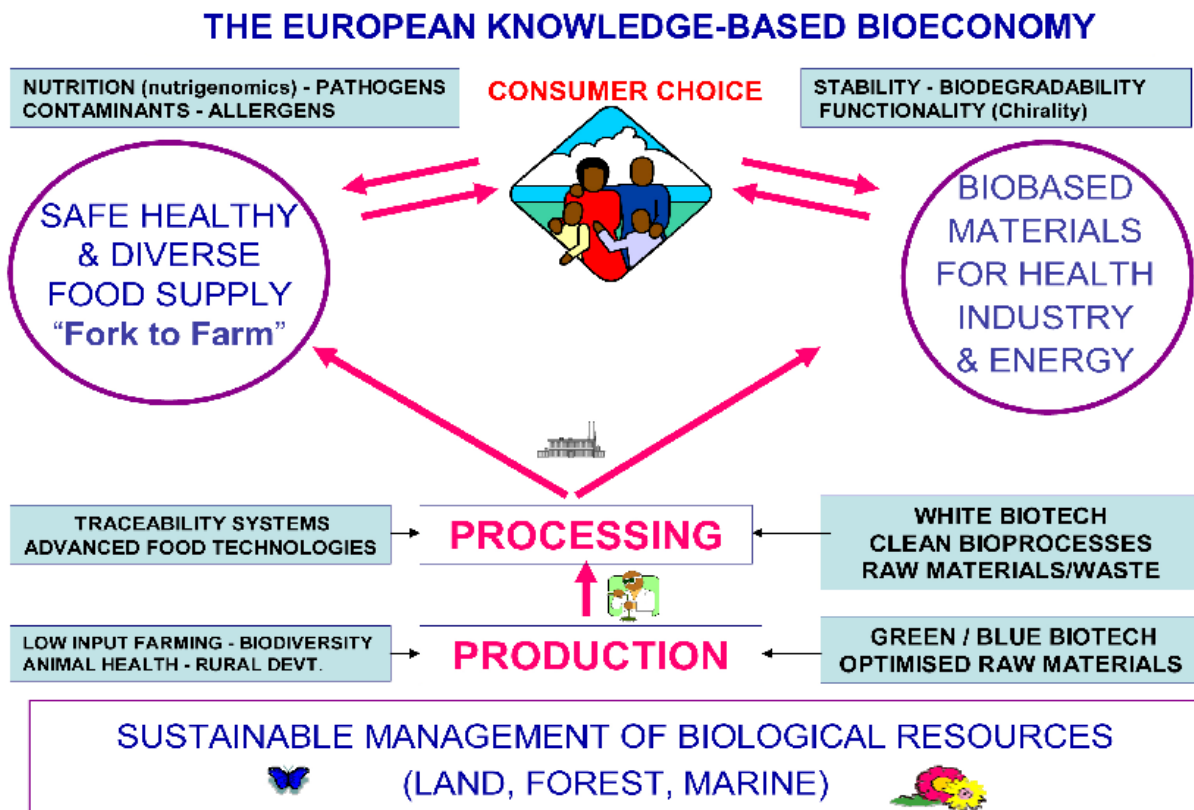 THE EUROPEAN KNOWLEDGE-BASED BIOECONOMY
NUTRITION (nutrigenomics) - PATHOGENS
CONTAMINANTS - ALLERGENS
CONSUMER CHOICE
STABILITY - BIODEGRADABILITY
FUNCTIONALITY (Chirality)
SAFE HEALTHY
& DIVERSE
FOOD SUPPLY
“Fork to Farm”
BIOBASED
MATERIALS
FOR HEALTH
INDUSTRY
& ENERGY
TRACEABILITY SYSTEMS
ADVANCED FOOD TECHNOLOGIES
PROCESSING
WHITE BIOTECH
CLEAN BIOPROCESSES
RAW MATERIALS/WASTE
LOW INPUT FARMING - BIODIVERSITY
ANIMAL HEALTH - RURAL DEVT.
PRODUCTION
GREEN / BLUE BIOTECH
OPTIMISED RAW MATERIALS
SUSTAINABLE MANAGEMENT OF BIOLOGICAL RESOURCES
(LAND, FOREST, MARINE)